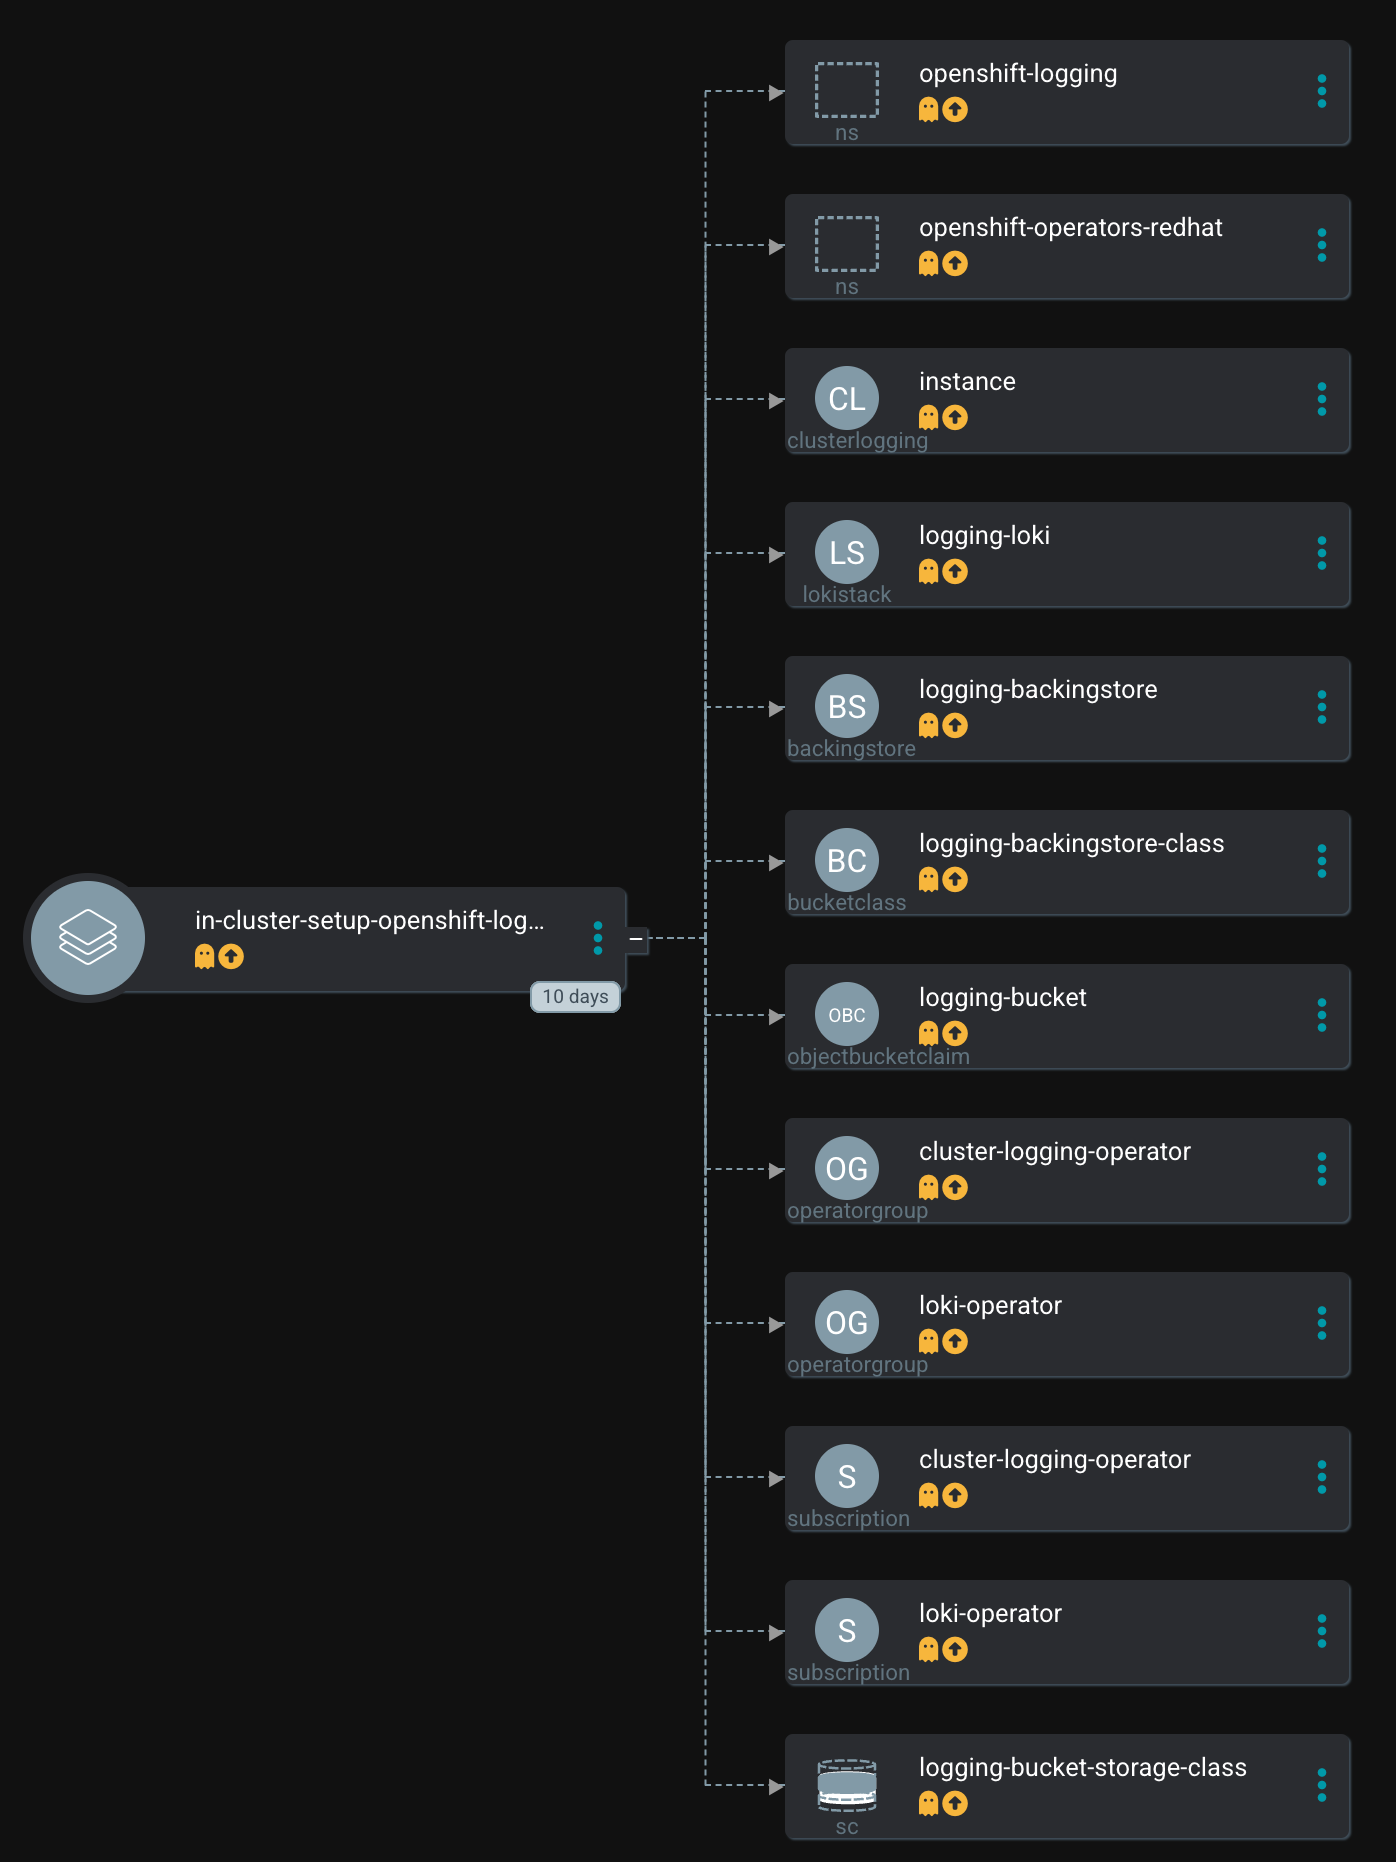 openshift-logging
ns
openshift-operators-redhat
ns
CL
instance
clusterlogging
LS
logging-loki
lokistack
BS
logging-backingstore
backingstore
BC
logging-backingstore-class
bucketclass
in-cluster-setup-openshift-log...
10 days
OBC
logging-bucket
objectbucketclaim
OG
cluster-logging-operator
operatorgroup
OG
loki-operator
operatorgroup
S
cluster-logging-operator
subscription
S
loki-operator
subscription
logging-bucket-storage-class
sc